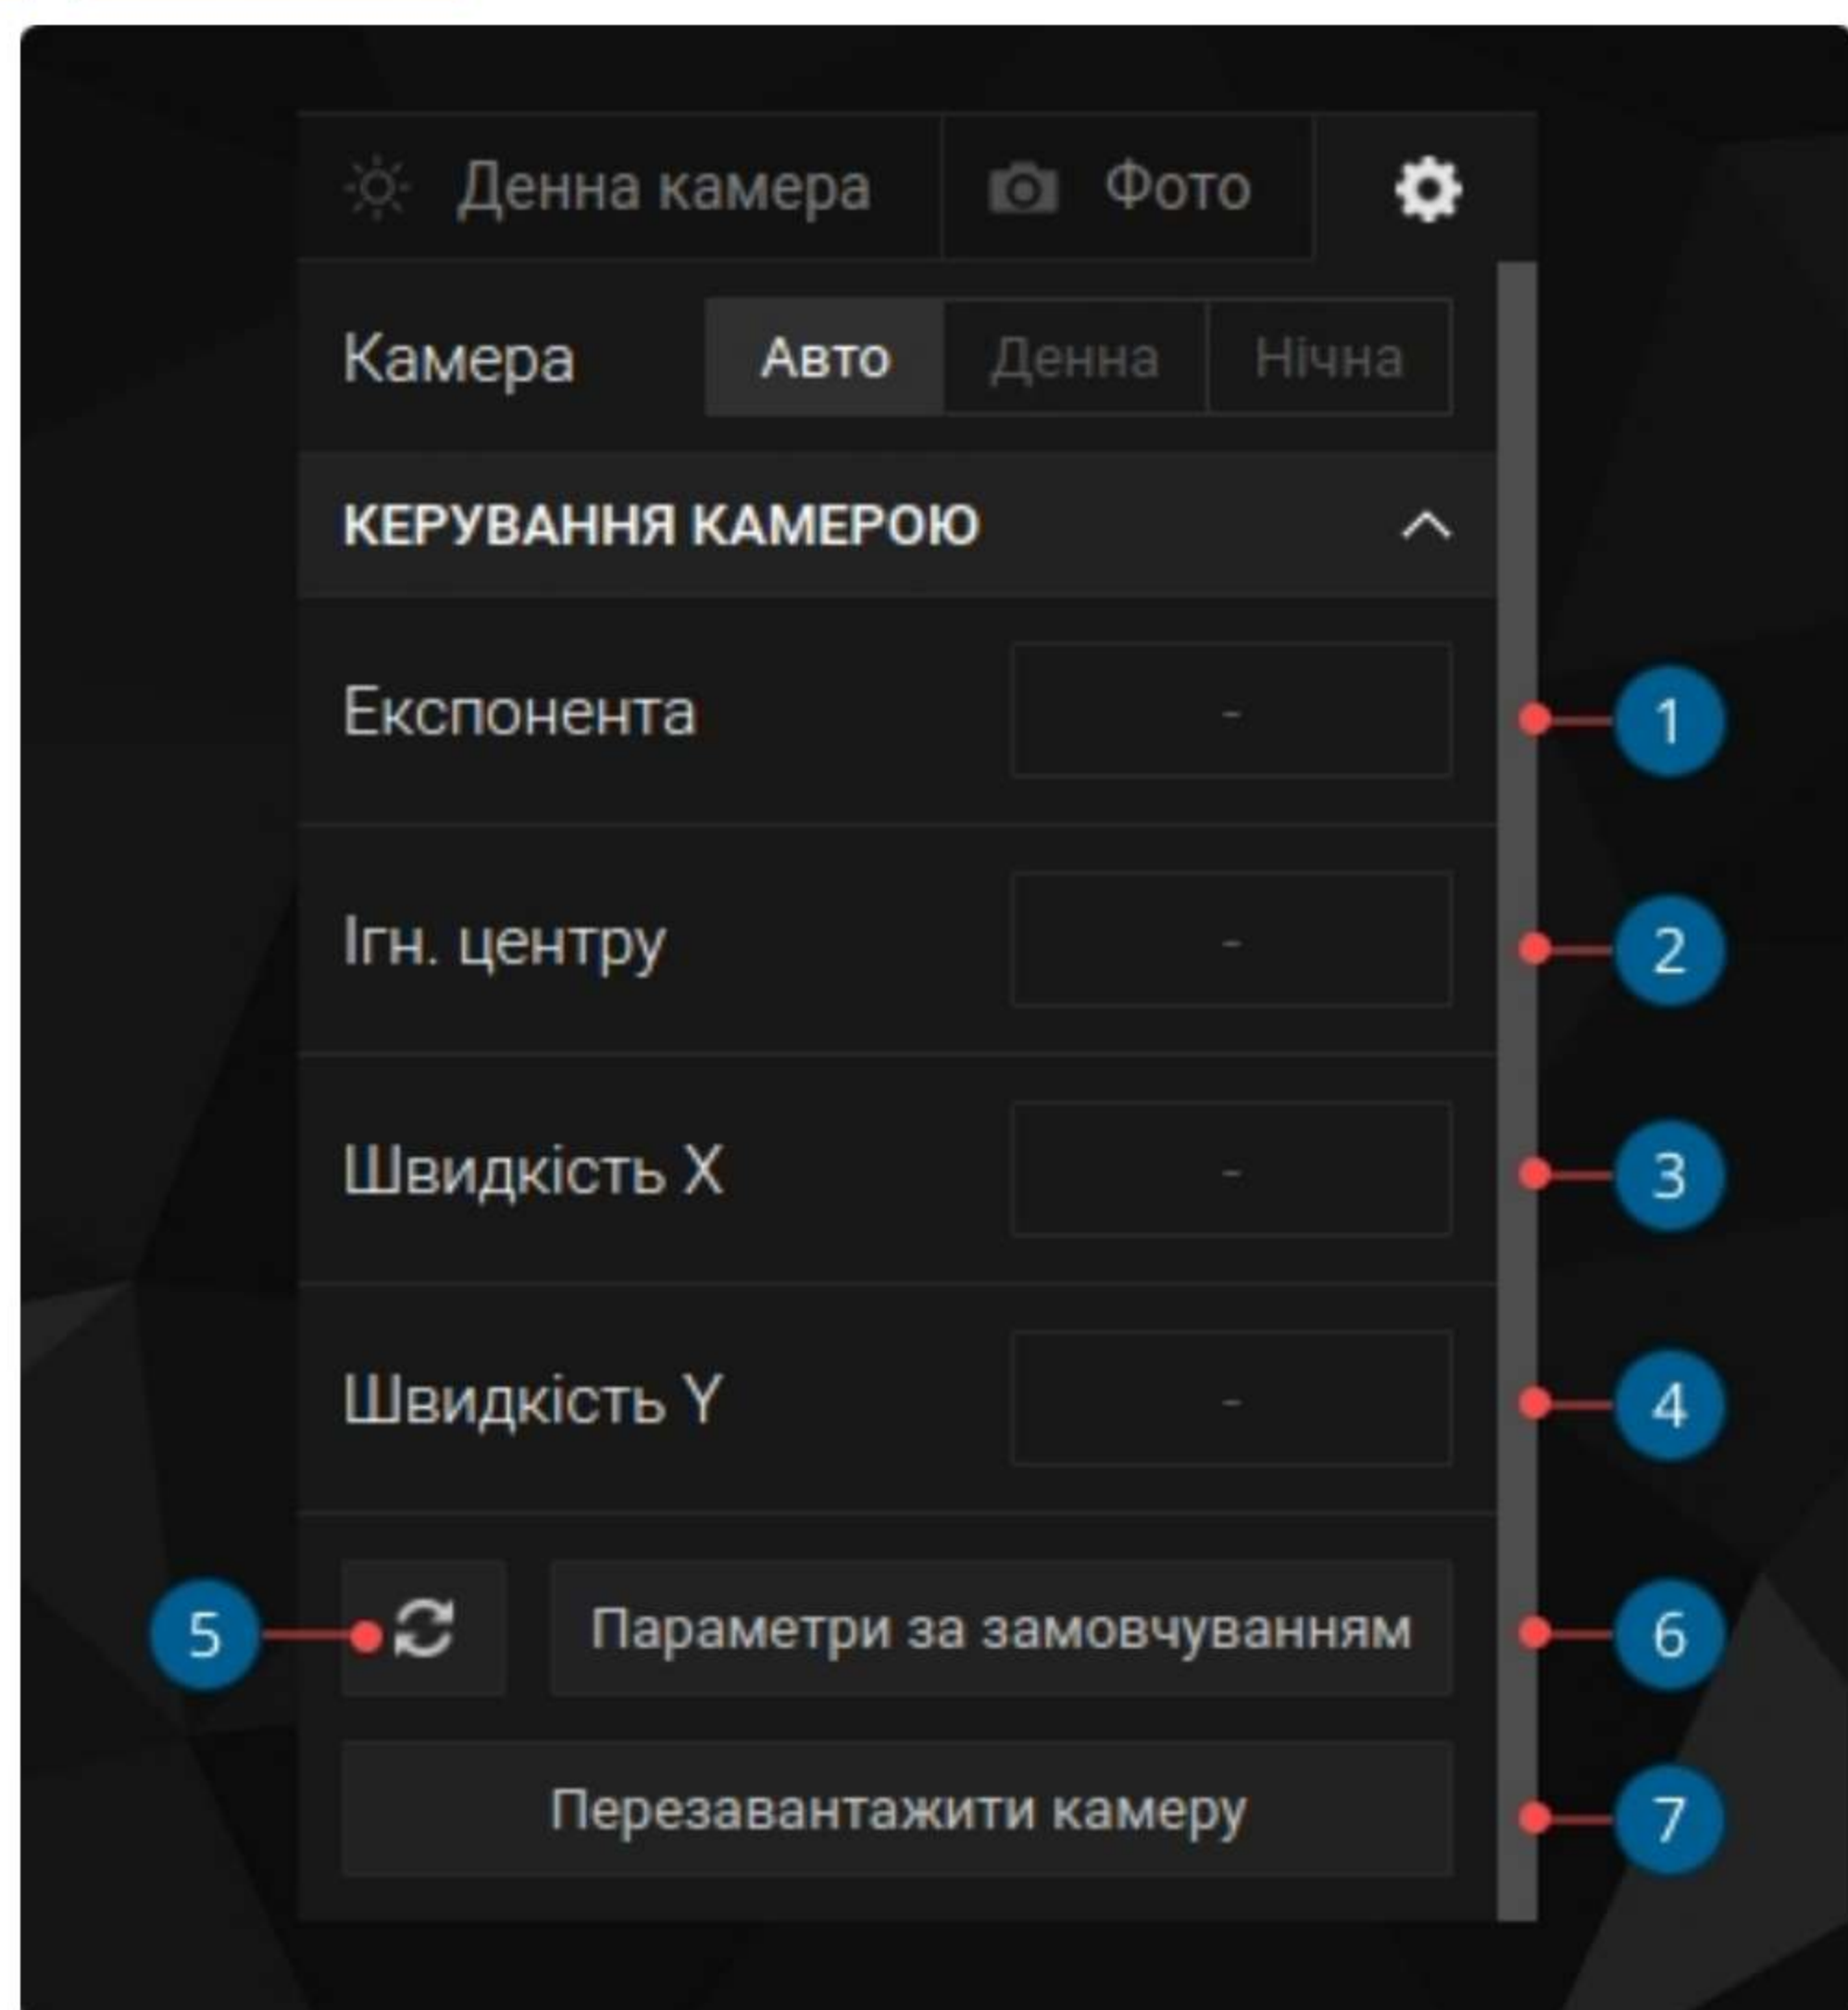 Денна камера Фото
Камера Авто Денна Нічна
КЕРУВАННЯ КАМЕРОЮ
Експонента - 1
Ігн. центру - 2
Швидкість X - 3
Швидкість Y - 4
5 Параметри за замовчуванням 6
Перезавантажити камеру 7